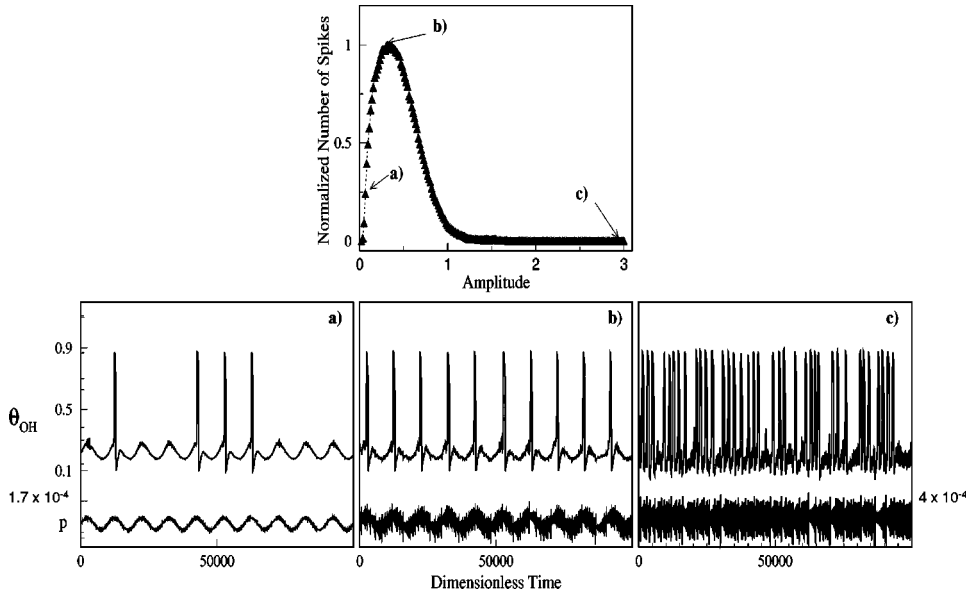 b)
1
Normalized Number of Spikes
0.5
a)
c)
0
0 1 2 3
Amplitude
a) b) c)
0.9
θOH
0.5
0.1
1.7 x 10-4
4 x 10-4
p
0 50000 0 50000 0 50000
Dimensionless Time